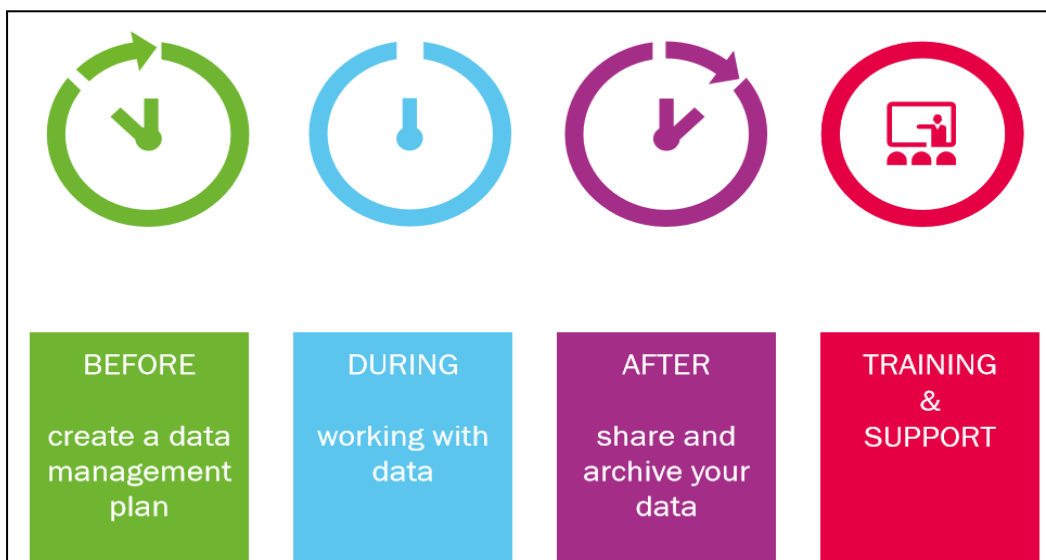 BEFORE
create a data
management
plan
DURING
working with
data
AFTER
share and
archive your
data
TRAINING
&
SUPPORT